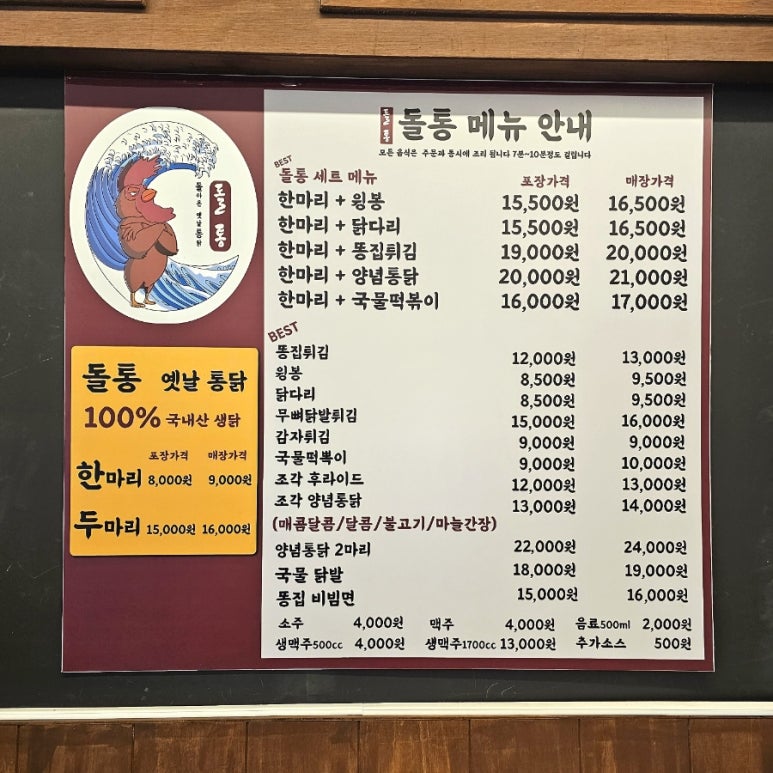 돌통
돌아온 옛날 통닭
돌통 옛날 통닭
100% 국내산 생닭
포장가격 매장가격
한마리 8,000원 9,000원
두마리 15,000원 16,000원
돌통 돌통 메뉴 안내
모든 음식은 주문과 동시에 조리 됩니다 7분~10분정도 걸립니다
BEST
돌통 세트 메뉴 포장가격 매장가격
한마리 + 윙봉 15,500원 16,500원
한마리 + 닭다리 15,500원 16,500원
한마리 + 똥집튀김 19,000원 20,000원
한마리 + 양념통닭 20,000원 21,000원
한마리 + 국물떡볶이 16,000원 17,000원
BEST
똥집튀김 12,000원 13,000원
윙봉 8,500원 9,500원
닭다리 8,500원 9,500원
무뼈닭발튀김 15,000원 16,000원
감자튀김 9,000원 9,000원
국물떡볶이 9,000원 10,000원
조각 후라이드 12,000원 13,000원
조각 양념통닭 13,000원 14,000원
(매콤달콤/달콤/불고기/마늘간장)
양념통닭 2마리 22,000원 24,000원
국물 닭발 18,000원 19,000원
똥집 비빔면 15,000원 16,000원
소주 4,000원 맥주 4,000원 음료500ml 2,000원
생맥주500cc 4,000원 생맥주1700cc 13,000원 추가소스 500원